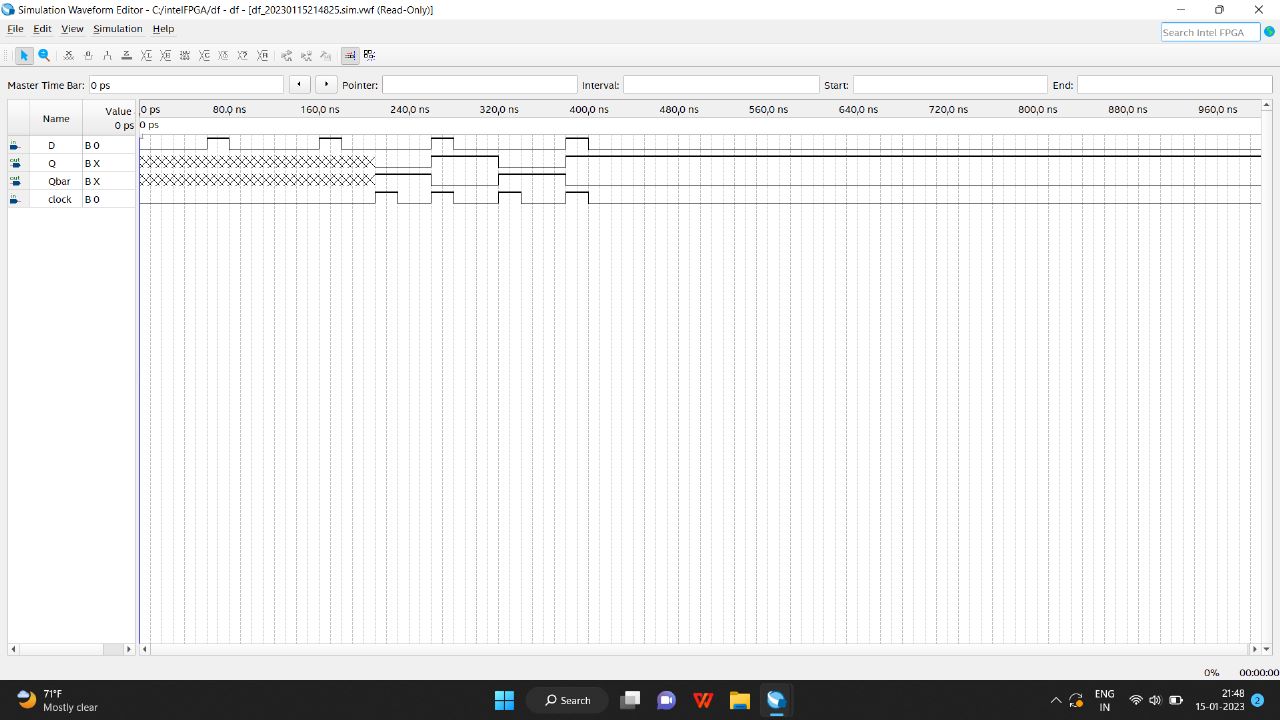 Simulation Waveform Editor - C:/intelFPGA/df - df - [df_20230115214825.sim.vwf (Read-Only)]
File Edit View Simulation Help
Search Intel FPGA
Master Time Bar: 0 ps Pointer: Interval: Start: End:
Name Value 0 ps
0 ps 80,0 ns 160,0 ns 240,0 ns 320,0 ns 400,0 ns 480,0 ns 560,0 ns 640,0 ns 720,0 ns 800,0 ns 880,0 ns 960,0 ns
0 ps
in D B 0
out Q B X
out Qbar B X
in clock B 0
0% 00:00:00
71°F
Mostly clear
Search
ENG
IN
21:48
15-01-2023
2